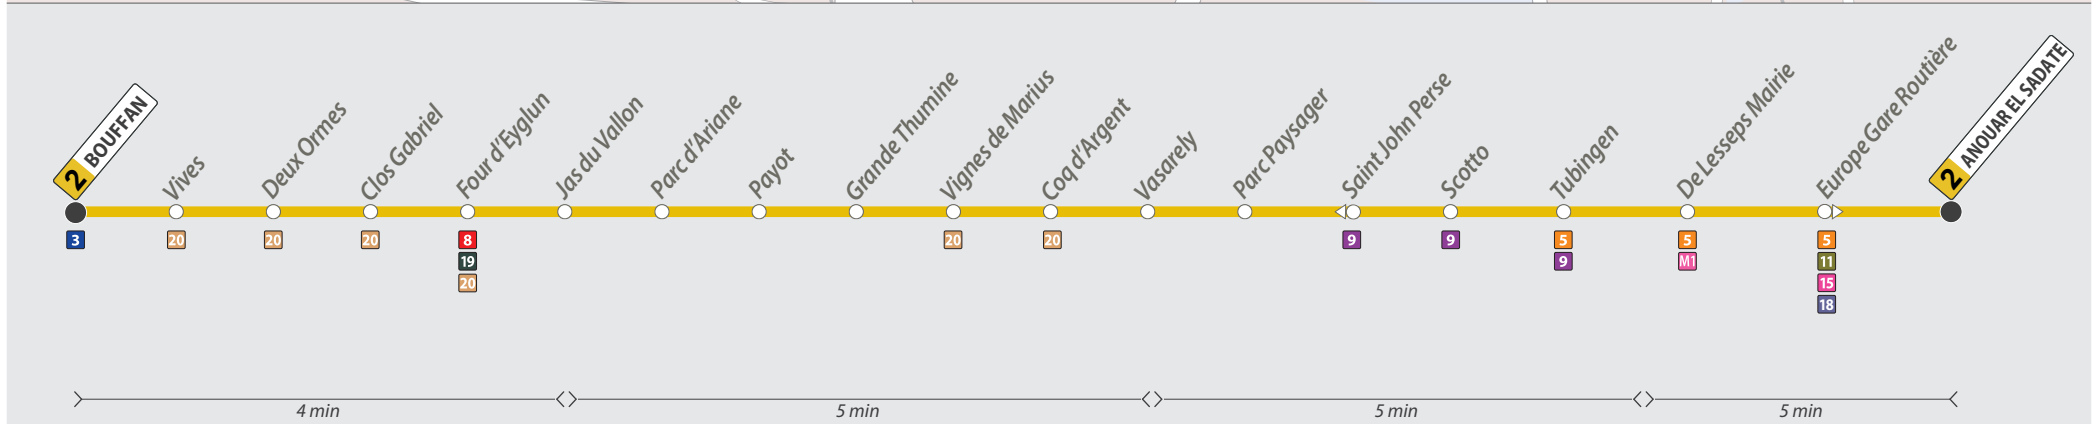 2 BOUFFAN
Vives
Deux Ormes
Clos Gabriel
Four d'Eyglun
Jas du Vallon
Parc d'Ariane
Payot
Grande Thumine
Vignes de Marius
Coq d'Argent
Vasarely
Parc Paysager
Saint John Perse
Scotto
Tubingen
De Lesseps Mairie
Europe Gare Routière
2 ANOUAR EL SADATE
3 20 20 20 8 20 20 9 9 5 5 5
19 9 M1 11
20 15
18
4 min 5 min 5 min 5 min